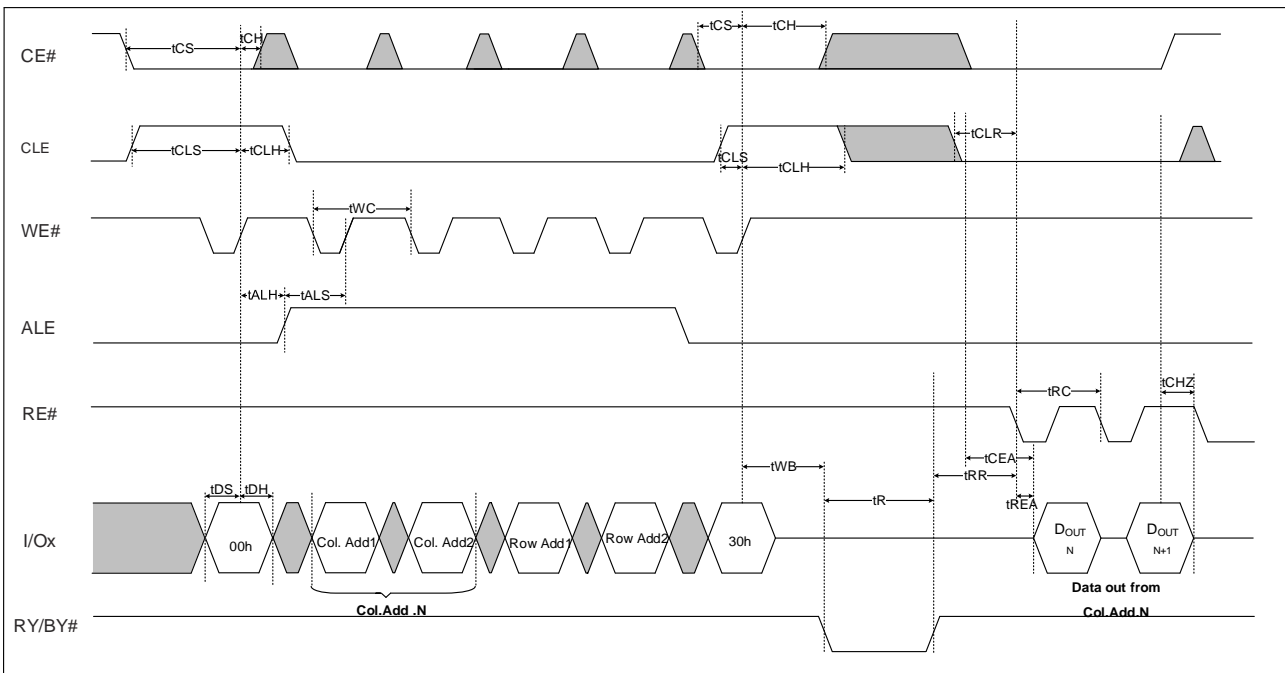 CE#
tCS
tCH
tCS
tCH
CLE
tCLS
tCLH
tCLS
tCLH
tCLR
WE#
tWC
ALE
tALH
tALS
RE#
tRC
tCHZ
tCEA
tWB
tRR
tREA
tR
I/Ox
tDS
tDH
00h
Col. Add1
Col. Add2
Row Add1
Row Add2
30h
DOUT
N
DOUT
N+1
Col.Add .N
Data out from
Col.Add.N
RY/BY#